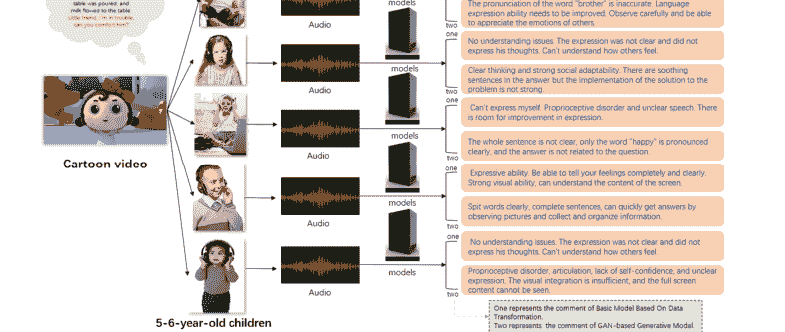 table was poured, and
milk flowed to the table
Little friend, I'm in trouble,
can you comfort him?
Cartoon video
5-6-year-old children
Audio
Audio
Audio
Audio
Audio
models
models
models
models
models
The pronunciation of the word "brother" is inaccurate. Language
expression ability needs to be improved. Observe carefully and be able
to appreciate the emotions of others.
two
one
No understanding issues. The expression was not clear and did not
express his thoughts. Can't understand how others feel.
Clear thinking and strong social adaptability. There are soothing
sentences in the answer but the implementation of the solution to the
problem is not strong.
two
one
Can't express myself. Proprioceptive disorder and unclear speech. There
is room for improvement in expression.
The whole sentence is not clear, only the word "happy" is pronounced
clearly, and the answer is not related to the question.
two
one
Expressive ability. Be able to tell your feelings completely and clearly.
Strong visual ability, can understand the content of the screen.
Spit words clearly, complete sentences, can quickly get answers by
observing pictures and collect and organize information.
two
one
No understanding issues. The expression was not clear and did not
express his thoughts. Can't understand how others feel.
Proprioceptive disorder, articulation, lack of self-confidence, and unclear
expression. The visual integration is insufficient, and the full screen
content cannot be seen.
two
One represents the comment of Basic Model Based On Data
Transformation.
Two represents the comment of GAN-based Generative Model.